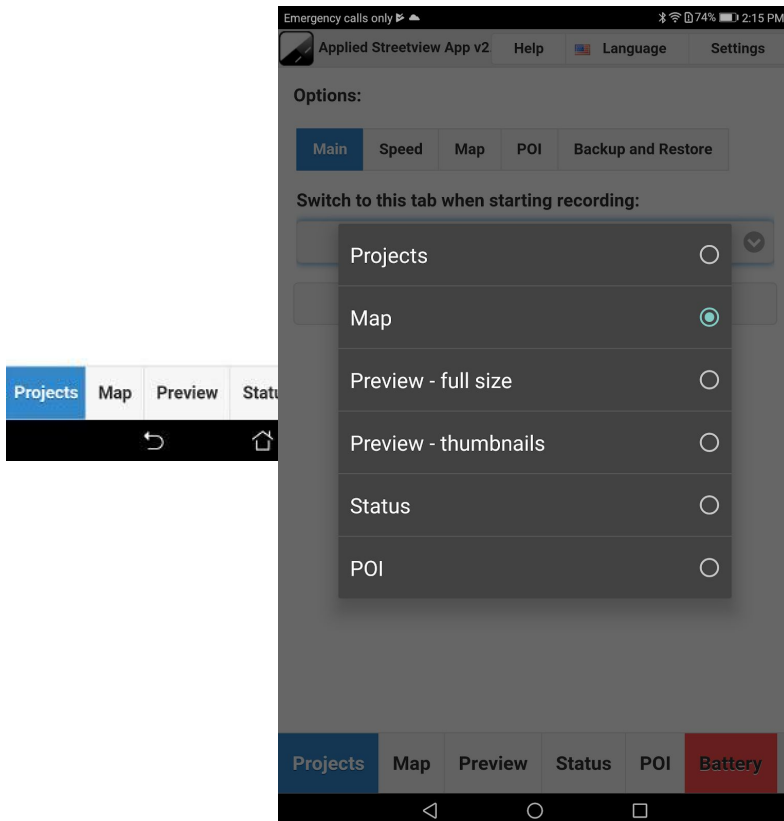 Emergency calls only 74% 2:15 PM
Applied Streetview App v2 Help Language Settings
Options:
Main Speed Map POI Backup and Restore
Switch to this tab when starting recording:
Projects
Map
Preview - full size
Preview - thumbnails
Status
POI
Projects Map Preview Statu
Projects Map Preview Status POI Battery